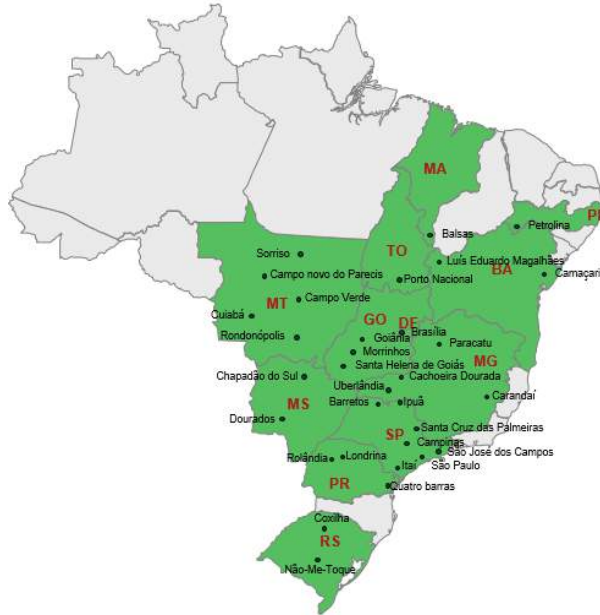 MA
PE
Petrolina
Balsas
Sorriso
TO
Luís Eduardo Magalhães
BA
Camaçari
Campo novo do Parecis
Porto Nacional
MT
Campo Verde
Cuiabá
GO
DF
Brasília
Rondonópolis
Goiânia
Paracatu
Morrinhos
MG
Santa Helena de Goiás
Chapadão do Sul
Cachoeira Dourada
Uberlândia
MS
Barretos
Ipuã
Carandaí
Dourados
Santa Cruz das Palmeiras
SP
Campinas
São José dos Campos
Rolândia
Londrina
Itaí
São Paulo
PR
Quatro barras
Coxilha
RS
Não-Me-Toque